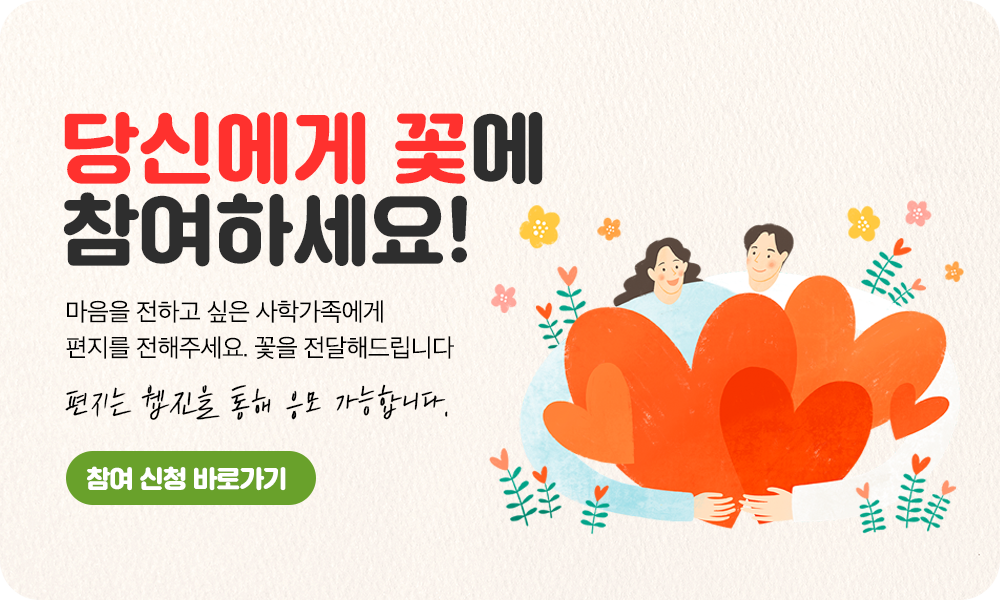 당신에게 꽃에
참여하세요!
마음을 전하고 싶은 사학가족에게
편지를 전해주세요. 꽃을 전달해드립니다
편지는 웹진을 통해 응모 가능합니다.
참여 신청 바로가기